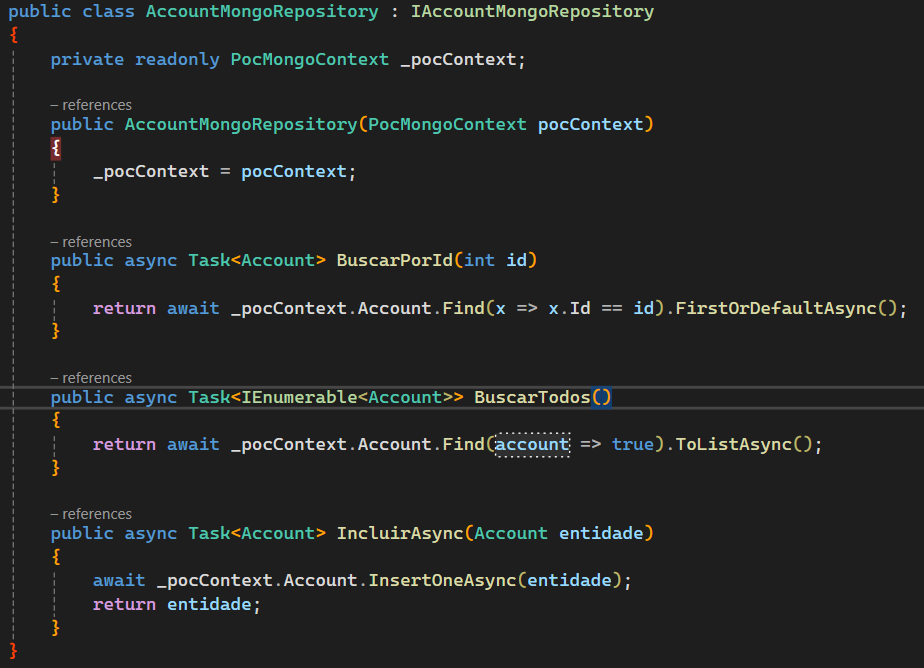 public class AccountMongoRepository : IAccountMongoRepository
{
private readonly PocMongoContext _pocContext;
– references
public AccountMongoRepository(PocMongoContext pocContext)
{
_pocContext = pocContext;
}
– references
public async Task<Account> BuscarPorId(int id)
{
return await _pocContext.Account.Find(x => x.Id == id).FirstOrDefaultAsync();
}
– references
public async Task<IEnumerable<Account>> BuscarTodos()
{
return await _pocContext.Account.Find(account => true).ToListAsync();
}
– references
public async Task<Account> IncluirAsync(Account entidade)
{
await _pocContext.Account.InsertOneAsync(entidade);
return entidade;
}
}